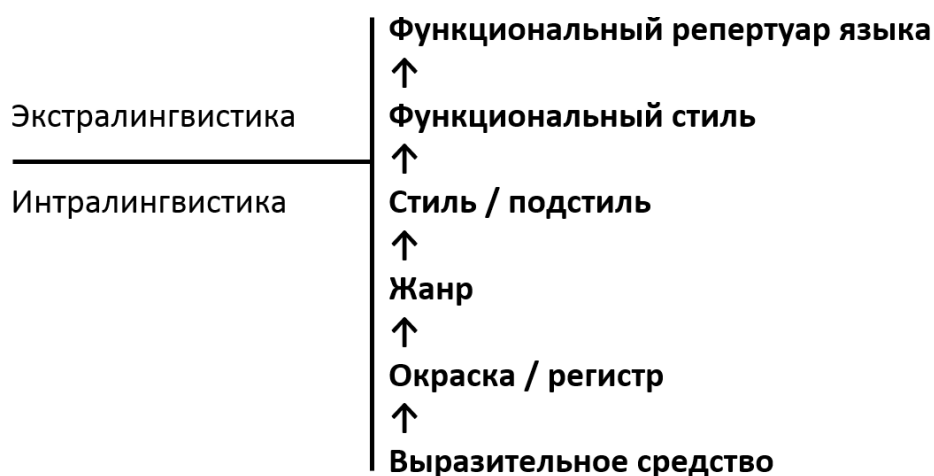 Функциональный репертуар языка
↑
Экстралингвистика Функциональный стиль
↑
Интралингвистика Стиль / подстиль
↑
Жанр
↑
Окраска / регистр
↑
Выразительное средство